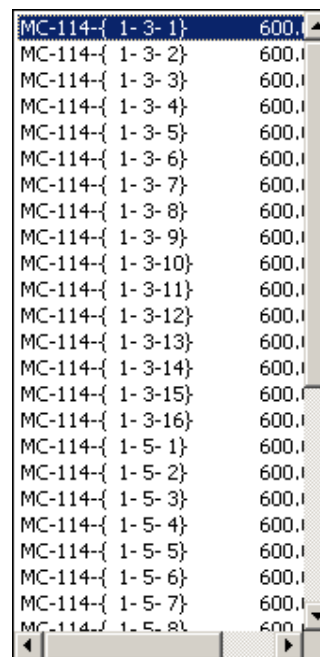 MC-114--{ 1- 3- 1} 600.
MC-114--{ 1- 3- 2} 600.
MC-114--{ 1- 3- 3} 600.
MC-114--{ 1- 3- 4} 600.
MC-114--{ 1- 3- 5} 600.
MC-114--{ 1- 3- 6} 600.
MC-114--{ 1- 3- 7} 600.
MC-114--{ 1- 3- 8} 600.
MC-114--{ 1- 3- 9} 600.
MC-114--{ 1- 3-10} 600.
MC-114--{ 1- 3-11} 600.
MC-114--{ 1- 3-12} 600.
MC-114--{ 1- 3-13} 600.
MC-114--{ 1- 3-14} 600.
MC-114--{ 1- 3-15} 600.
MC-114--{ 1- 3-16} 600.
MC-114--{ 1- 5- 1} 600.
MC-114--{ 1- 5- 2} 600.
MC-114--{ 1- 5- 3} 600.
MC-114--{ 1- 5- 4} 600.
MC-114--{ 1- 5- 5} 600.
MC-114--{ 1- 5- 6} 600.
MC-114--{ 1- 5- 7} 600.
MC-114--{ 1- 5- 8} 600.